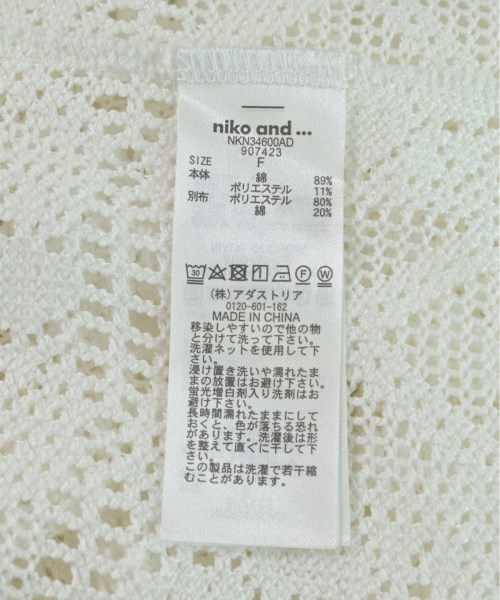 niko and ...
NKN34600AD
907423
SIZE F
本体 綿 89%
ポリエステル 11%
別布 ポリエステル 80%
綿 20%
30 F W
(株)アダストリア
0120-601-162
MADE IN CHINA
移染しやすいので他の物
と分けて洗って下さい。
洗濯ネットを使用して下
さい。
浸け置き洗いや濡れたま
まの放置はお避け下さい。
蛍光増白剤入り洗剤はお
避け下さい。
長時間濡れたままにして
おくと、色が落ちる恐れ
があります。洗濯後は形
を整えて直ぐに干して下
さい。
この製品は洗濯で若干縮
むことがあります。